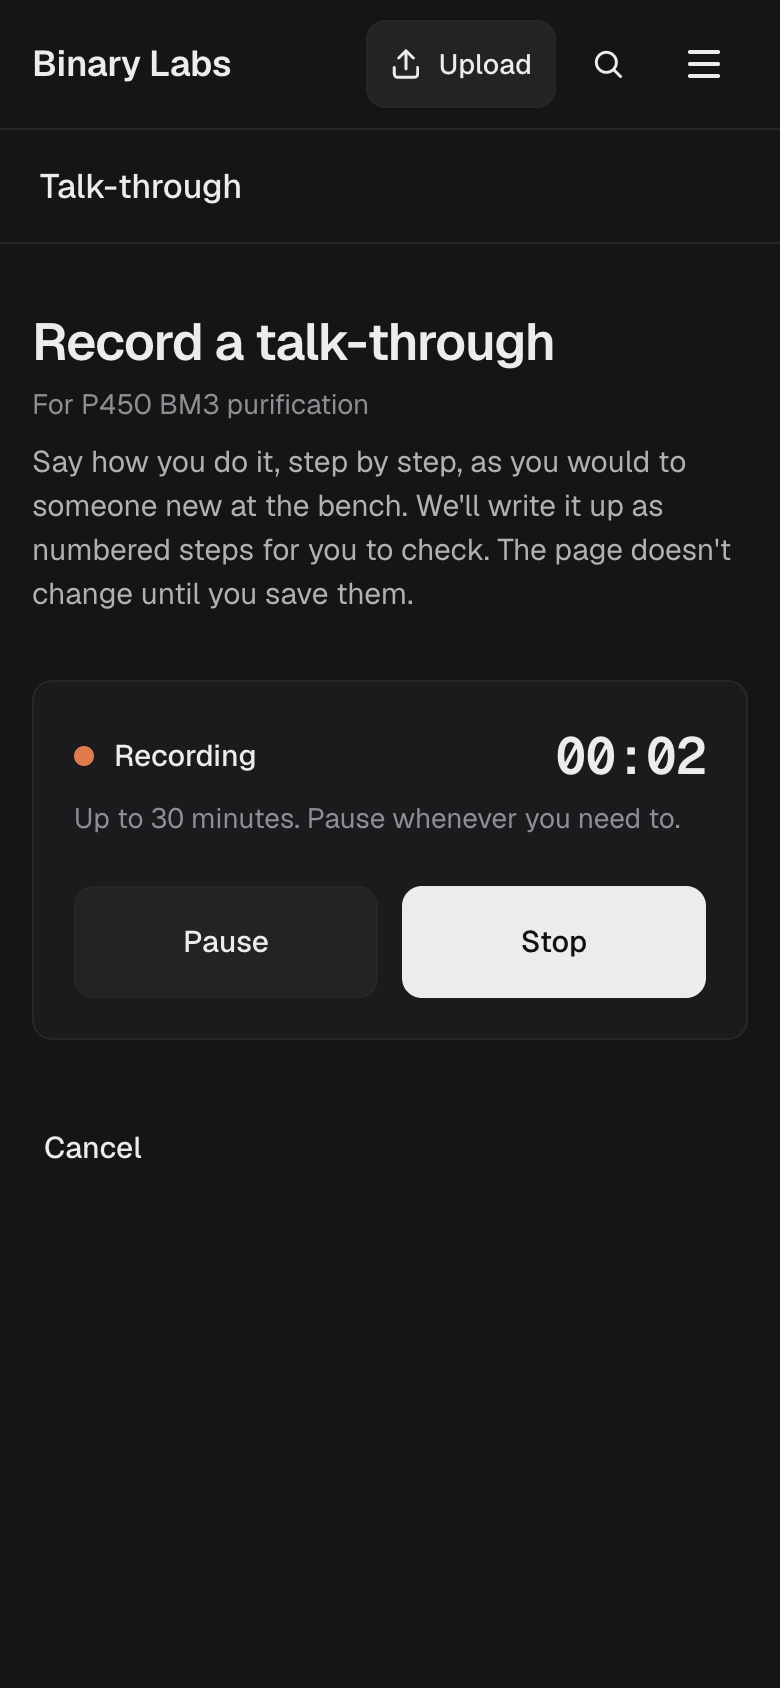 Binary Labs
Upload
Talk-through
Record a talk-through
For P450 BM3 purification
Say how you do it, step by step, as you would to
someone new at the bench. We'll write it up as
numbered steps for you to check. The page doesn't
change until you save them.
Recording
00:02
Up to 30 minutes. Pause whenever you need to.
Pause
Stop
Cancel